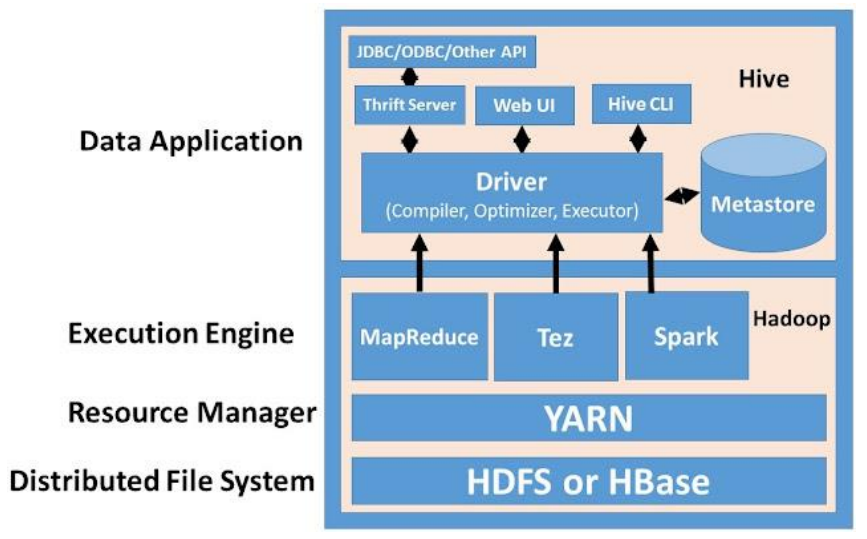 JDBC/ODBC/Other API
Hive
Thrift Server
Web UI
Hive CLI
Data Application
Driver
(Compiler, Optimizer, Executor)
Metastore
Execution Engine
MapReduce
Tez
Spark
Hadoop
Resource Manager
YARN
Distributed File System
HDFS or HBase